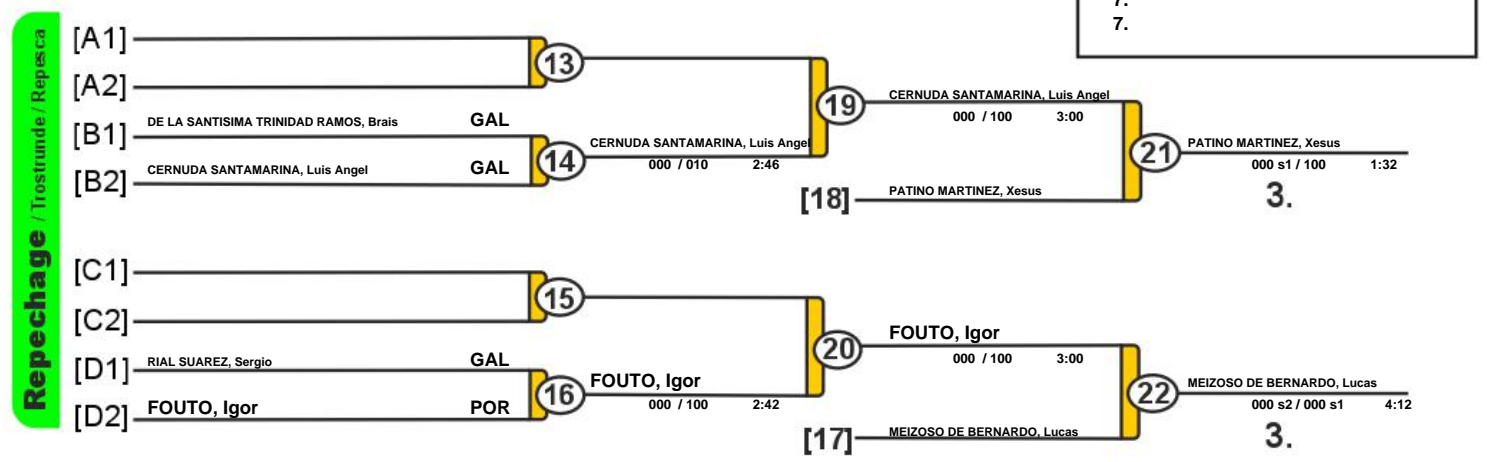 7.
7.
Repechage / Trostrunde / Repesca
[A1]
13
[A2]
19
CERNUDA SANTAMARINA, Luis Angel
000 / 100 3:00
[B1] DE LA SANTISIMA TRINIDAD RAMOS, Brais GAL
14
CERNUDA SANTAMARINA, Luis Angel
000 / 010 2:46
21
PATINO MARTINEZ, Xesus
000 s1 / 100 1:32
[B2] CERNUDA SANTAMARINA, Luis Angel GAL
[18] PATINO MARTINEZ, Xesus
3.
[C1]
15
[C2]
20
FOUTO, Igor
000 / 100 3:00
[D1] RIAL SUAREZ, Sergio GAL
16
FOUTO, Igor
000 / 100 2:42
22
MEIZOSO DE BERNARDO, Lucas
000 s2 / 000 s1 4:12
[D2] FOUTO, Igor POR
[17] MEIZOSO DE BERNARDO, Lucas
3.